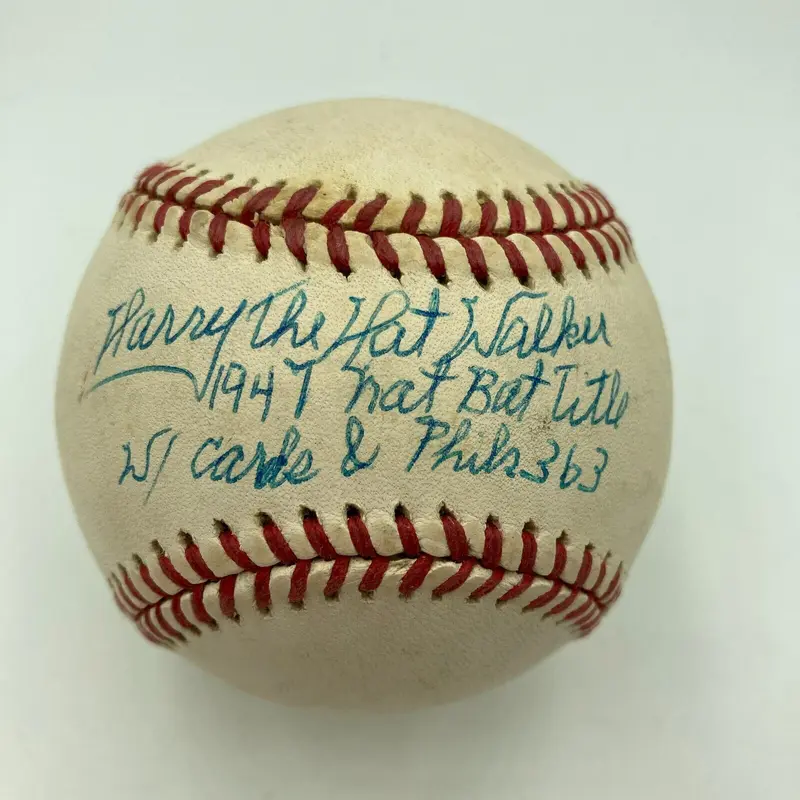 Harry The Hat Walker
1947 Nat Bat Title
W/ Cards & Phils 363